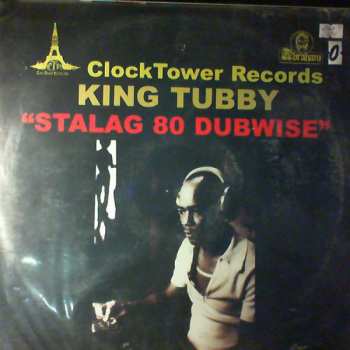 ClockTower Records
KING TUBBY
"STALAG 80 DUBWISE"